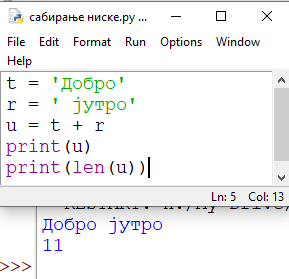 сабирање ниске.ру ...
File Edit Format Run Options Window
Help
t = 'Добро'
r = ' јутро'
u = t + r
print(u)
print(len(u))
Ln: 5 Col: 13
Добро јутро
11
>>>